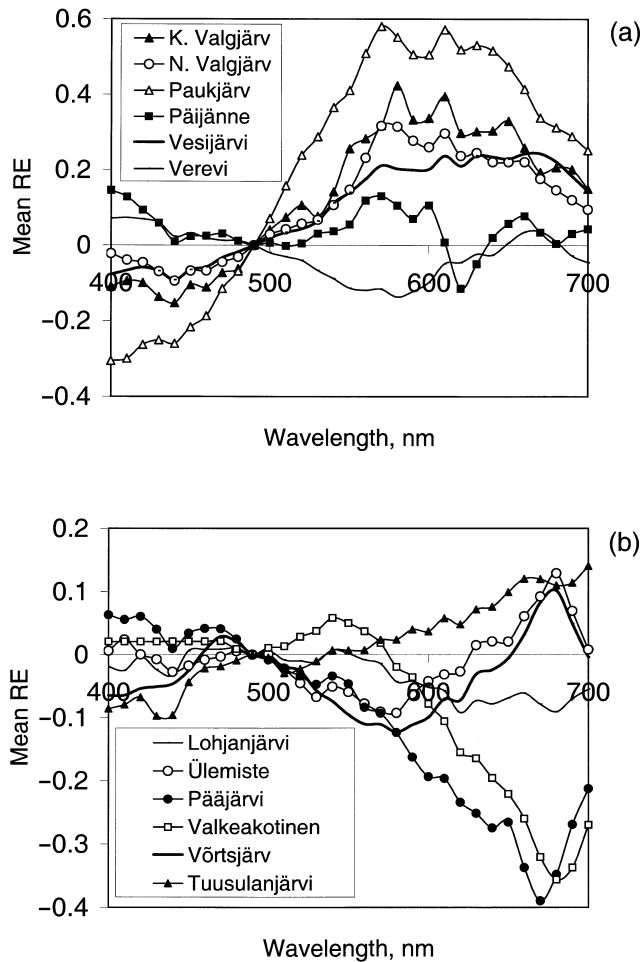 (a)
0.6
0.4
0.2
0
−0.2
−0.4
Mean RE
K. Valgjärv
N. Valgjärv
Paukjärv
Päijänne
Vesijärvi
Verevi
400 500 600 700
Wavelength, nm
(b)
0.2
0.1
0
−0.1
−0.2
−0.3
−0.4
Mean RE
400 500 600 700
Lohjanjärvi
Ülemiste
Pääjärvi
Valkeakotinen
Võrtsjärv
Tuusulanjärvi
Wavelength, nm